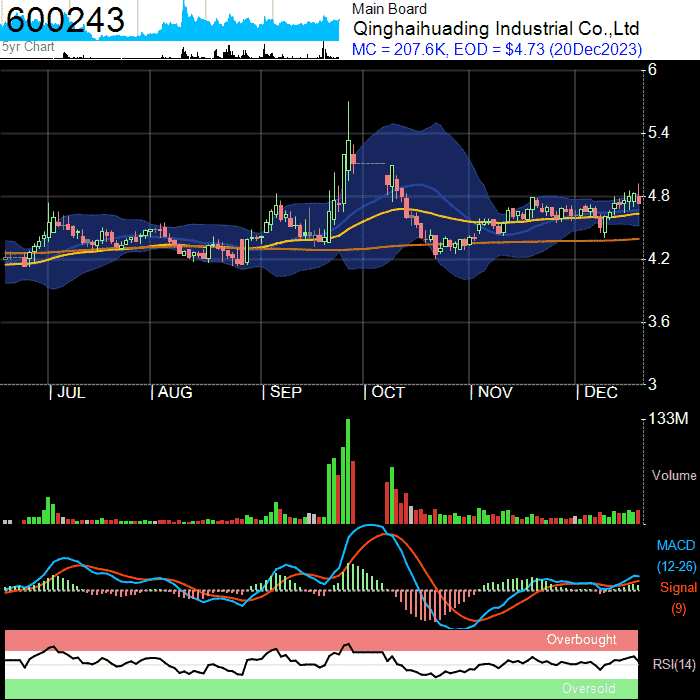 600243
5yr Chart
Main Board
Qinghaihuading Industrial Co.,Ltd
MC = 207.6K, EOD = $4.73 (20Dec2023)
6
5.4
4.8
4.2
3.6
3
| JUL | AUG | SEP | OCT | NOV | DEC
133M
Volume
MACD
(12-26)
Signal
(9)
Overbought
RSI(14)
Oversold